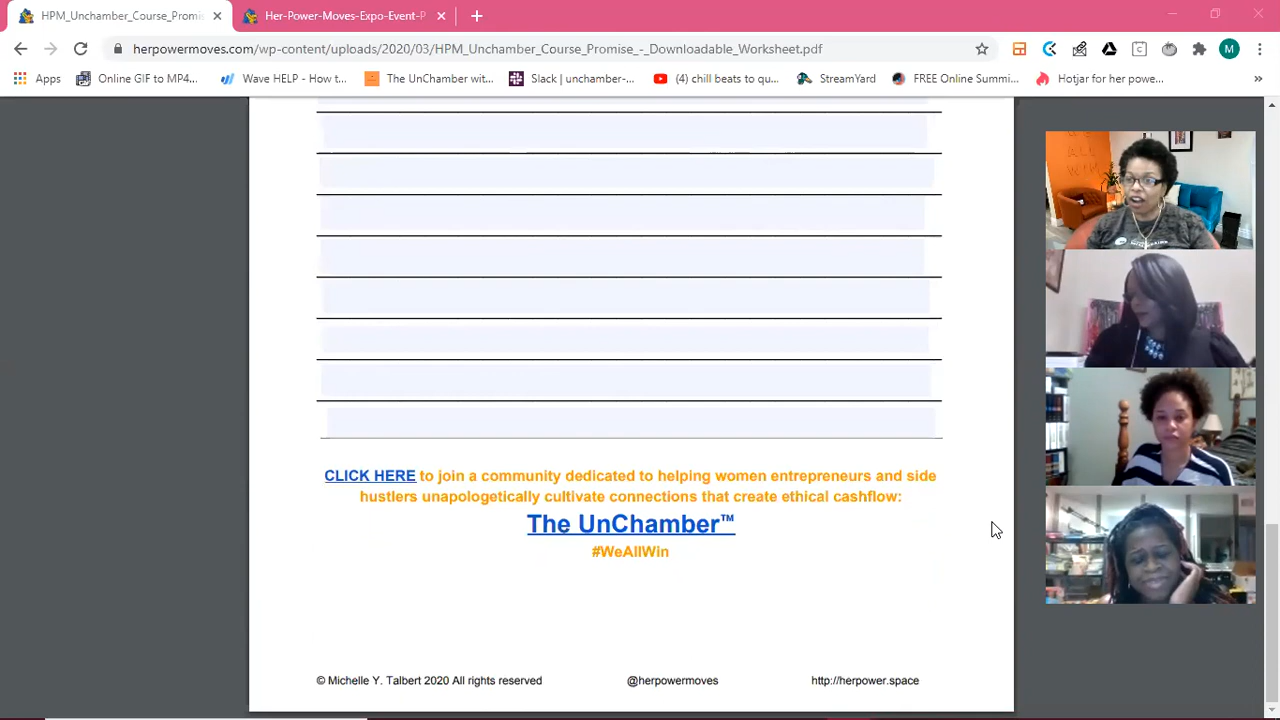 HPM_Unchamber_Course_Promis
Her-Power-Moves-Expo-Event-P
herpowermoves.com/wp-content/uploads/2020/03/HPM_Unchamber_Course_Promise_-_Downloadable_Worksheet.pdf
M
Apps
Online GIF to MP4...
Wave HELP - How t...
The UnChamber wit...
Slack | unchamber-...
(4) chill beats to qu...
StreamYard
FREE Online Summi...
Hotjar for her powe...
CLICK HERE to join a community dedicated to helping women entrepreneurs and side
hustlers unapologetically cultivate connections that create ethical cashflow:
The UnChamber™
#WeAllWin
© Michelle Y. Talbert 2020 All rights reserved
@herpowermoves
http://herpower.space